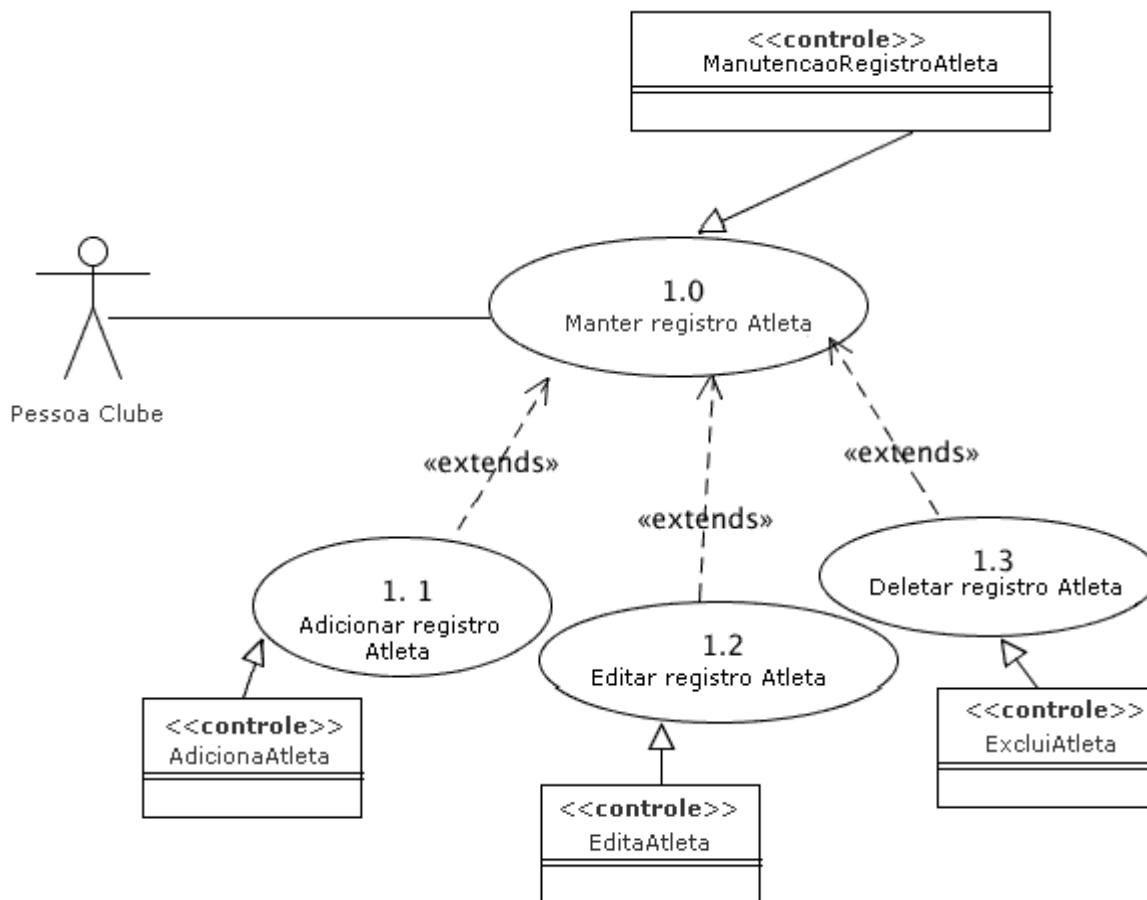 <<controle>>
ManutencaoRegistroAtleta
1.0
Manter registro Atleta
Pessoa Clube
«extends»
«extends»
«extends»
1. 1
Adicionar registro
Atleta
1.2
Editar registro Atleta
1.3
Deletar registro Atleta
<<controle>>
AdicionaAtleta
<<controle>>
EditaAtleta
<<controle>>
ExcluiAtleta